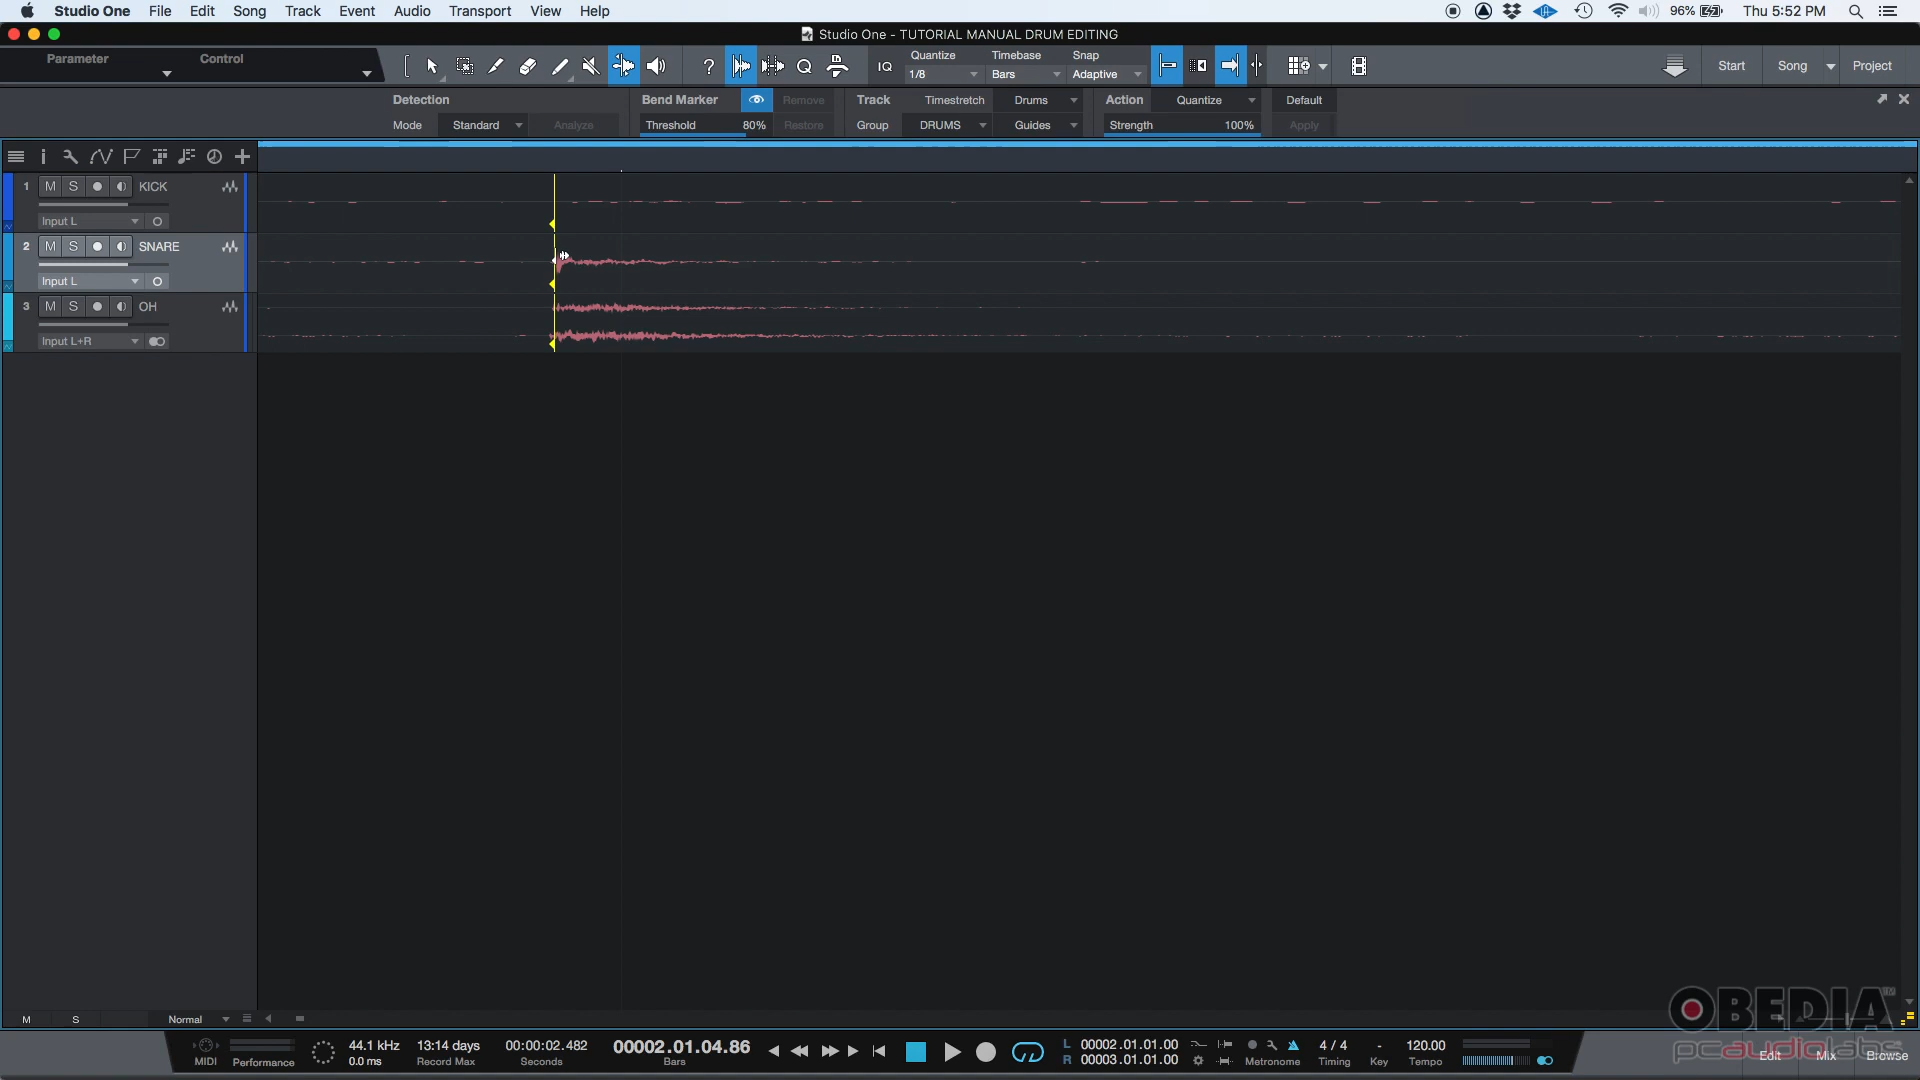 Studio One File Edit Song Track Event Audio Transport View Help 96% Thu 5:52 PM
Studio One - TUTORIAL MANUAL DRUM EDITING
Parameter Control
? Q IQ
Quantize Timebase Snap
1/8 Bars Adaptive
Start Song Project
Detection Bend Marker Remove Track Timestretch Drums Action Quantize Default
Mode Standard Analyze Threshold 80% Restore Group DRUMS Guides Strength 100% Apply
1 M S KICK
Input L
2 M S SNARE
Input L
3 M S OH
Input L+R
M S Normal
OBEDIA™
pcaudiolabs
MIDI Performance
44.1 kHz
0.0 ms
13:14 days
Record Max
00:00:02.482
Seconds
00002.01.04.86
Bars
L 00002.01.01.00
R 00003.01.01.00
Metronome
4 / 4
Timing
-
Key
120.00
Tempo
Edit Mix Browse